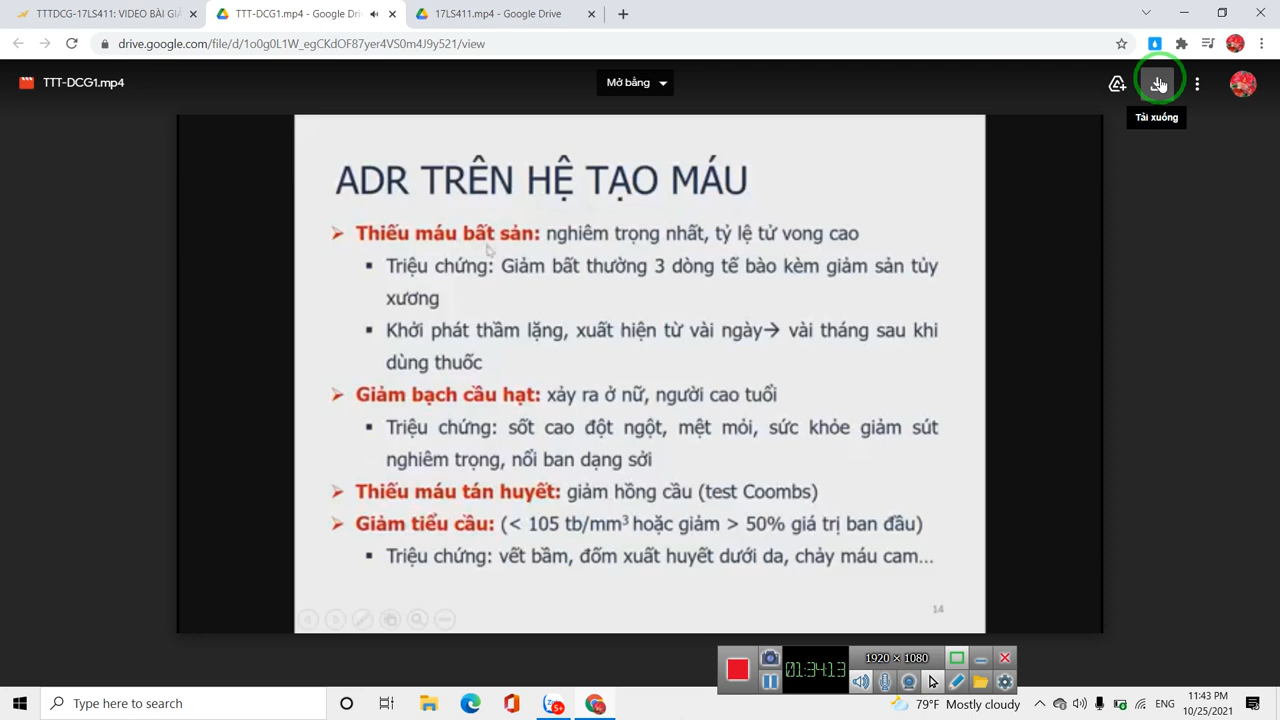 TTTDCG-17LS411: VIDEO BÀI GIẢ
TTT-DCG1.mp4 - Google Driv
17LS411.mp4 - Google Drive
drive.google.com/file/d/1o0g0L1W_egCKdOF87yer4VS0m4J9y521/view
TTT-DCG1.mp4
Mở bằng
Tải xuống
ADR TRÊN HỆ TẠO MÁU
➢ Thiếu máu bất sản: nghiêm trọng nhất, tỷ lệ tử vong cao
▪ Triệu chứng: Giảm bất thường 3 dòng tế bào kèm giảm sản tủy
xương
▪ Khởi phát thầm lặng, xuất hiện từ vài ngày→ vài tháng sau khi
dùng thuốc
➢ Giảm bạch cầu hạt: xảy ra ở nữ, người cao tuổi
▪ Triệu chứng: sốt cao đột ngột, mệt mỏi, sức khỏe giảm sút
nghiêm trọng, nổi ban dạng sởi
➢ Thiếu máu tán huyết: giảm hồng cầu (test Coombs)
➢ Giảm tiểu cầu: (< 105 tb/mm³ hoặc giảm > 50% giá trị ban đầu)
▪ Triệu chứng: vết bầm, đốm xuất huyết dưới da, chảy máu cam...
14
01:34:13
1920 × 1080
Type here to search
79°F Mostly cloudy
ENG
11:43 PM
10/25/2021